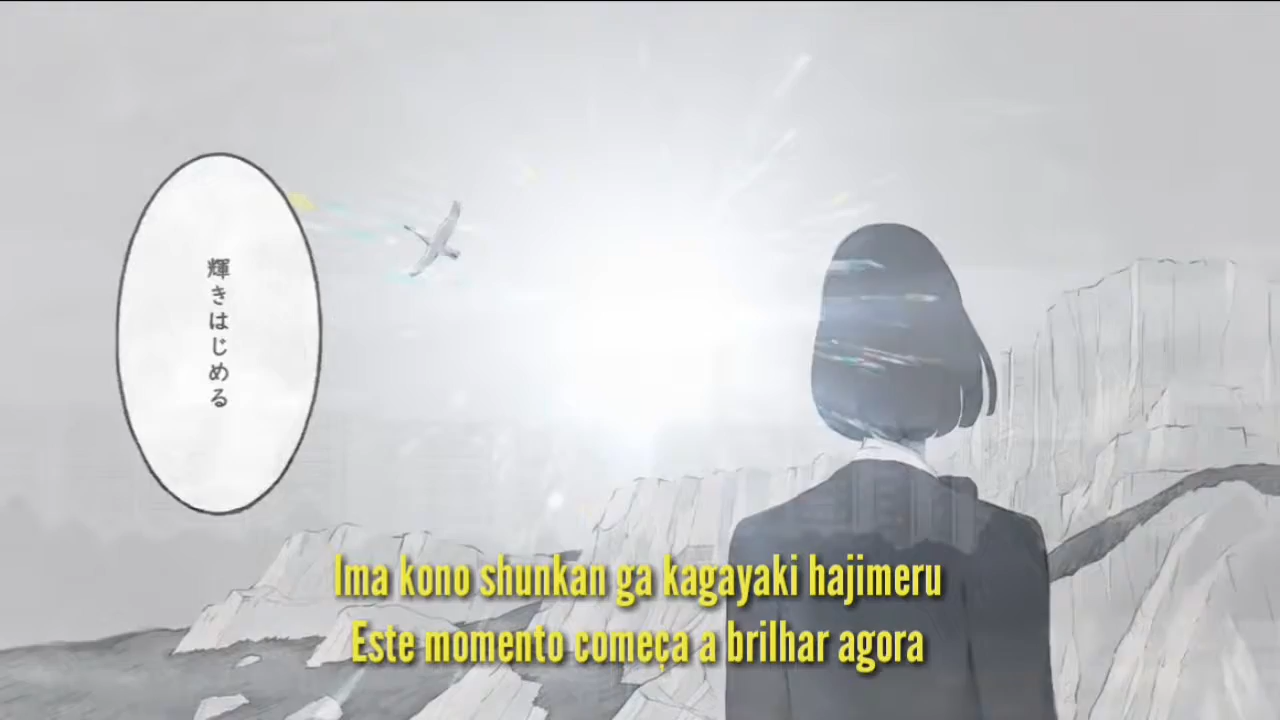 輝きはじめる
Ima kono shunkan ga kagayaki hajimeru
Este momento começa a brilhar agora